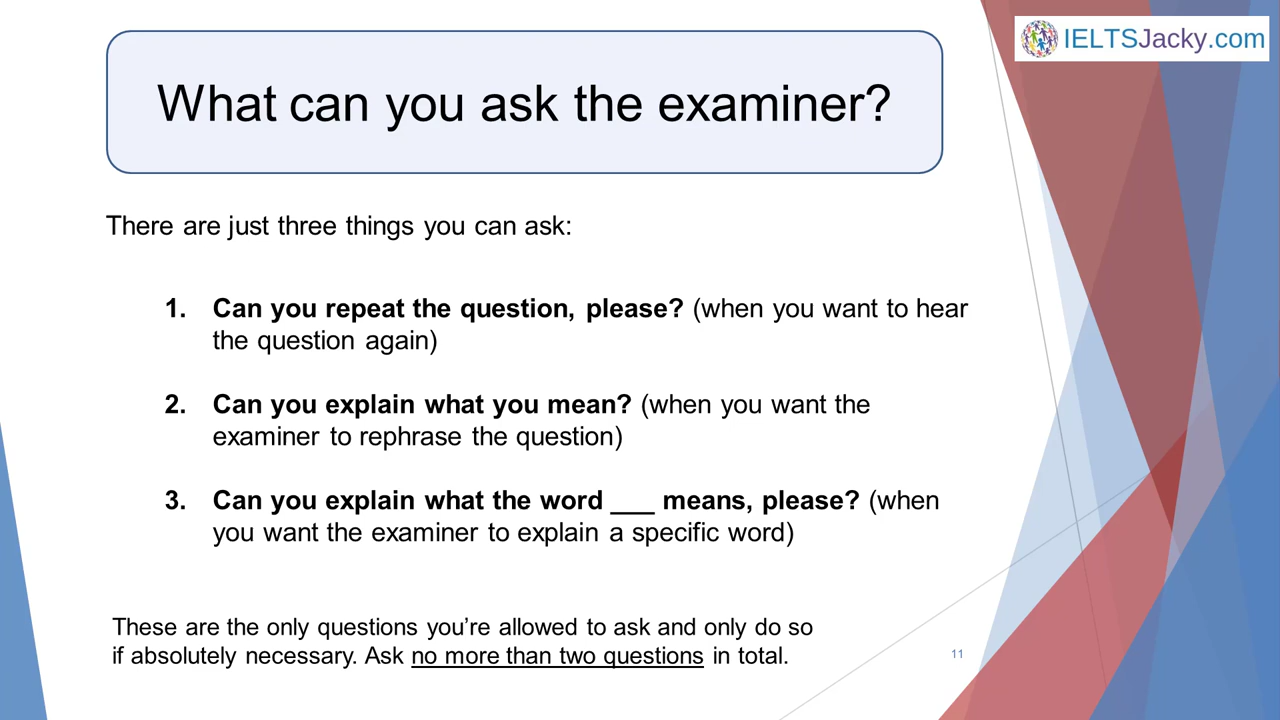 IELTSJacky.com
What can you ask the examiner?
There are just three things you can ask:
1. Can you repeat the question, please? (when you want to hear
the question again)
2. Can you explain what you mean? (when you want the
examiner to rephrase the question)
3. Can you explain what the word ___ means, please? (when
you want the examiner to explain a specific word)
These are the only questions you’re allowed to ask and only do so
if absolutely necessary. Ask no more than two questions in total.
11